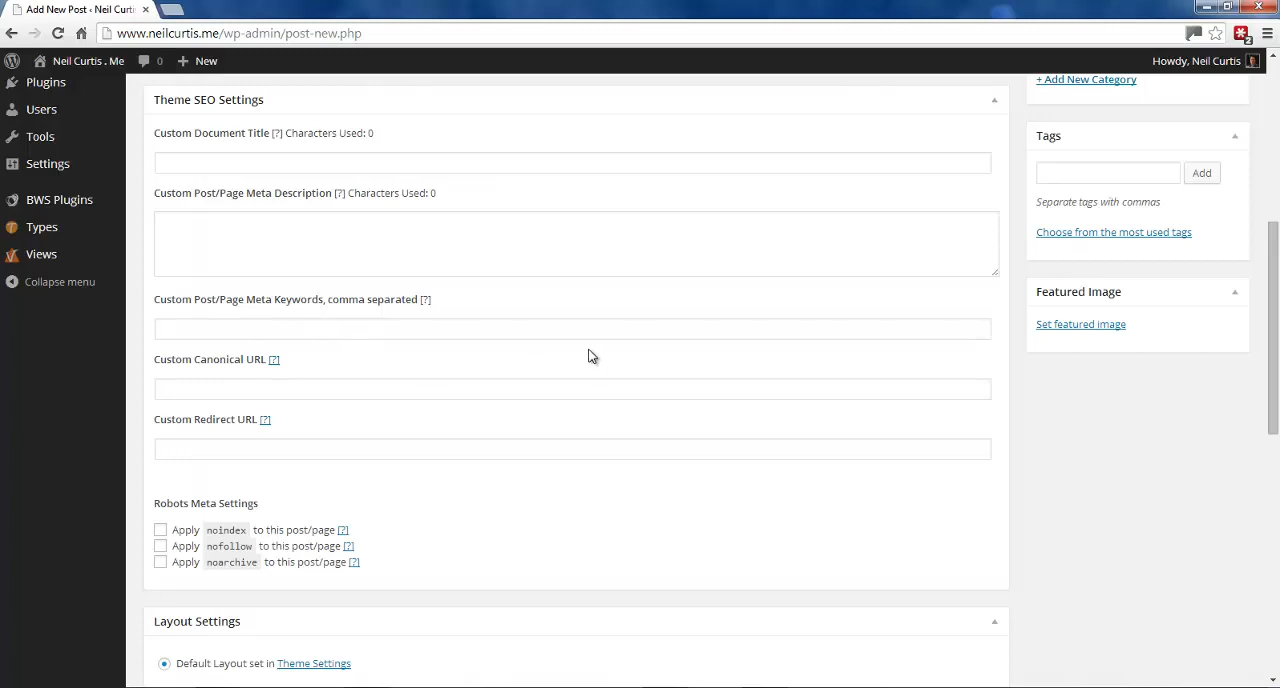 Add New Post ‹ Neil Curti
www.neilcurtis.me/wp-admin/post-new.php
2
Neil Curtis . Me
0
New
Howdy, Neil Curtis
Plugins
Users
Tools
Settings
BWS Plugins
Types
Views
Collapse menu
Theme SEO Settings
Custom Document Title [?] Characters Used: 0
Custom Post/Page Meta Description [?] Characters Used: 0
Custom Post/Page Meta Keywords, comma separated [?]
Custom Canonical URL [?]
Custom Redirect URL [?]
Robots Meta Settings
Apply noindex to this post/page [?]
Apply nofollow to this post/page [?]
Apply noarchive to this post/page [?]
Layout Settings
Default Layout set in Theme Settings
+ Add New Category
Tags
Add
Separate tags with commas
Choose from the most used tags
Featured Image
Set featured image